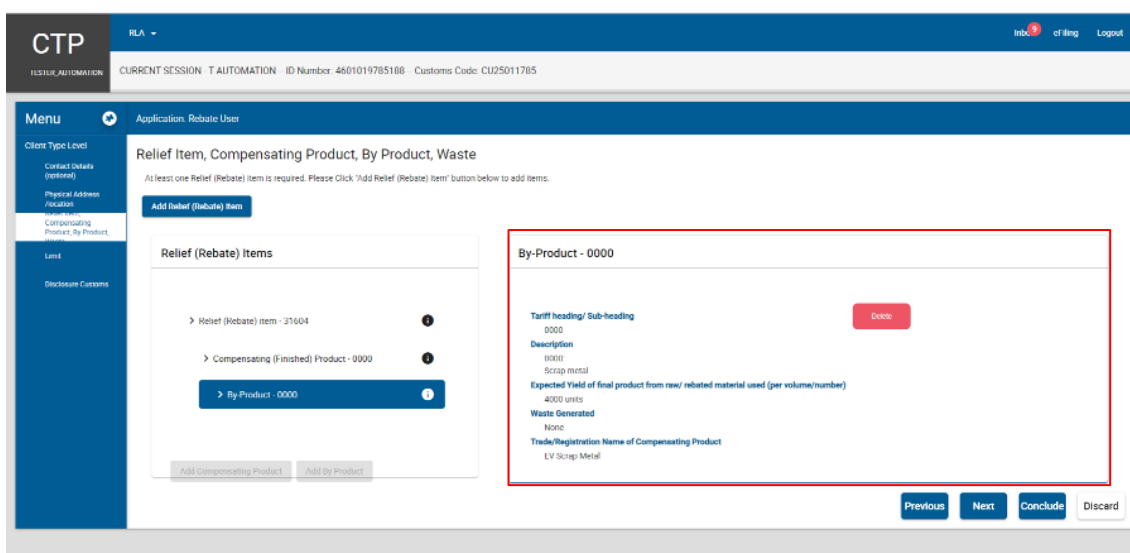 CTP
TESTER_AUTOMATION
RLA
Inbox 9
eFiling
Logout
CURRENT SESSION - T AUTOMATION - ID Number: 4601019785188 - Customs Code: CU25011785
Menu
Application. Rebate User
Client Type Level
Contact Details
(optional)
Physical Address
/location
Relief Item,
Compensating
Product, By Product,
Waste
Limit
Disclosure Customs
Relief Item, Compensating Product, By Product, Waste
At least one Relief (Rebate) Item is required. Please Click "Add Relief (Rebate) Item" button below to add items.
Add Relief (Rebate) Item
Relief (Rebate) Items
Relief (Rebate) item - 31604
Compensating (Finished) Product - 0000
By-Product - 0000
Add Compensating Product
Add By Product
By-Product - 0000
Tariff heading/ Sub-heading
0000
Description
0000
Scrap metal
Expected Yield of final product from raw/ rebated material used (per volume/number)
4000 units
Waste Generated
None
Trade/Registration Name of Compensating Product
EV Scrap Metal
Delete
Previous
Next
Conclude
Discard